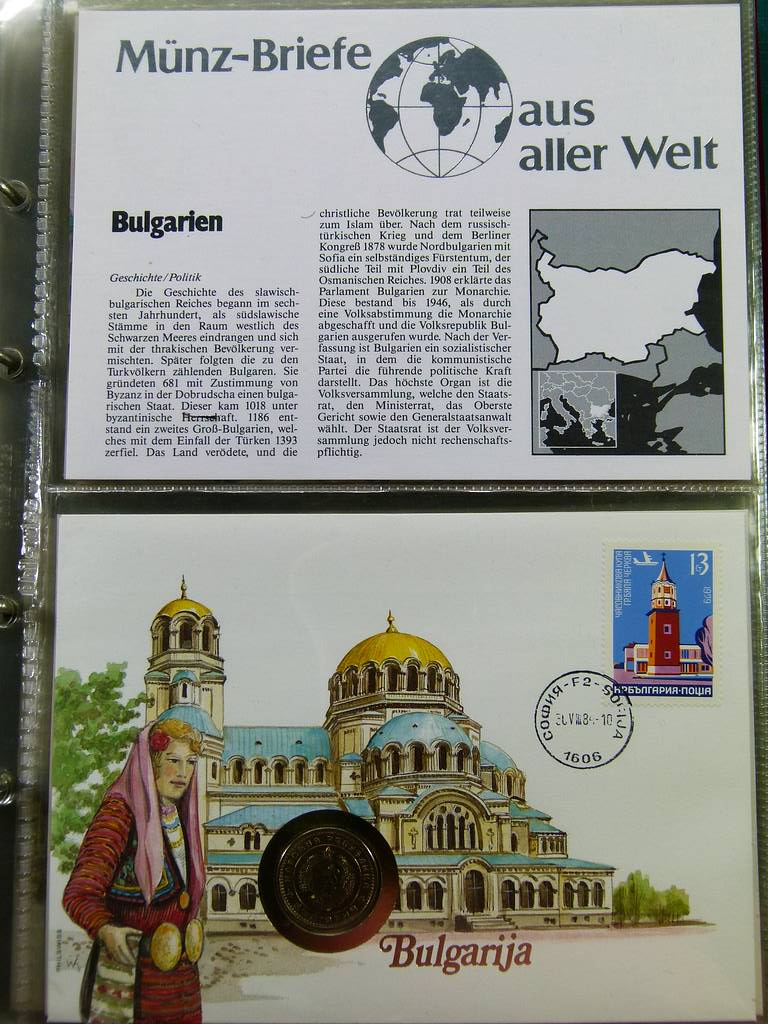 Münz-Briefe
aus
aller Welt
Bulgarien
Geschichte/Politik
Die Geschichte des slawisch-
bulgarischen Reiches begann im sech-
sten Jahrhundert, als südslawische
Stämme in den Raum westlich des
Schwarzen Meeres eindrangen und sich
mit der thrakischen Bevölkerung ver-
mischten. Später folgten die zu den
Turkvölkern zählenden Bulgaren. Sie
gründeten 681 mit Zustimmung von
Byzanz in der Dobrudscha einen bulga-
rischen Staat. Dieser kam 1018 unter
byzantinische Herrschaft. 1186 ent-
stand ein zweites Groß-Bulgarien, wel-
ches mit dem Einfall der Türken 1393
zerfiel. Das Land verödete, und die
christliche Bevölkerung trat teilweise
zum Islam über. Nach dem russisch-
türkischen Krieg und dem Berliner
Kongreß 1878 wurde Nordbulgarien mit
Sofia ein selbständiges Fürstentum, der
südliche Teil mit Plovdiv ein Teil des
Osmanischen Reiches. 1908 erklärte das
Parlament Bulgarien zur Monarchie.
Diese bestand bis 1946, als durch
eine Volksabstimmung die Monarchie
abgeschafft und die Volksrepublik Bul-
garien ausgerufen wurde. Nach der Ver-
fassung ist Bulgarien ein sozialistischer
Staat, in dem die kommunistische
Partei die führende politische Kraft
darstellt. Das höchste Organ ist die
Volksversammlung, welche den Staats-
rat, den Ministerrat, das Oberste
Gericht sowie den Generalstaatsanwalt
wählt. Der Staatsrat ist der Volksver-
sammlung jedoch nicht rechenschafts-
pflichtig.
13
1979
ЧАСОВНИКОВА КУЛА
НРБЪЛГАРИЯ·ПОЩА
СОФИЯ-F2-SOFIJA
1606
Bulgarija